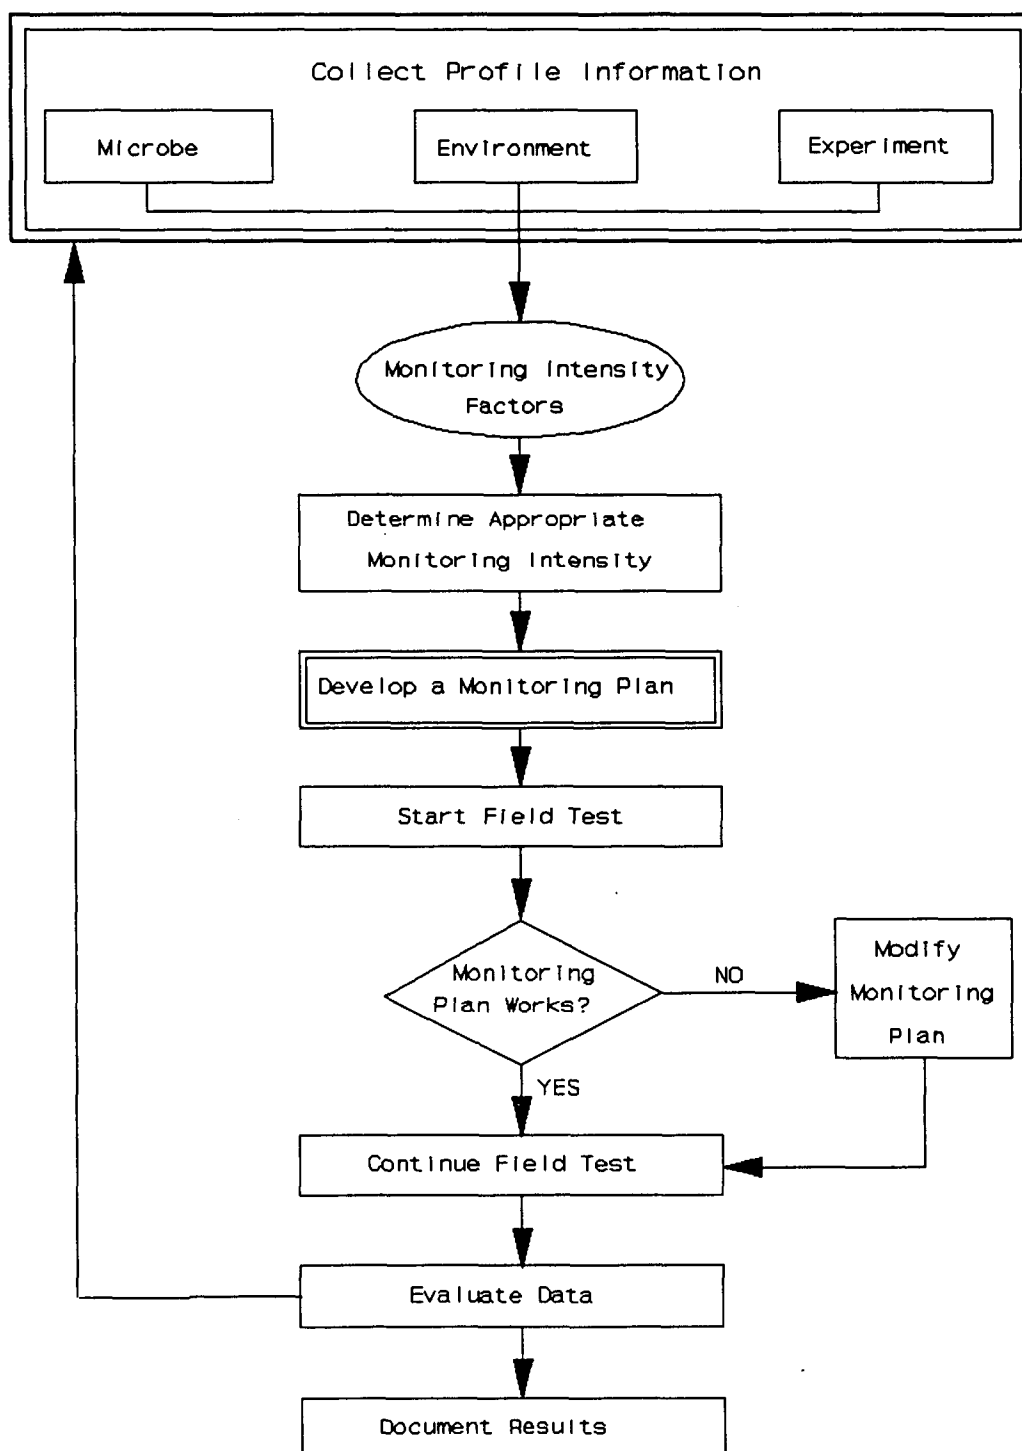 Collect Profile Information
Microbe
Environment
Experiment
Monitoring Intensity
Factors
Determine Appropriate
Monitoring Intensity
Develop a Monitoring Plan
Start Field Test
Monitoring
Plan Works?
NO
Modify
Monitoring
Plan
YES
Continue Field Test
Evaluate Data
Document Results